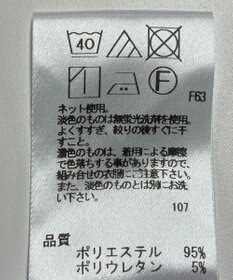 40
F
F63
ネット使用。
淡色のものは無蛍光洗剤を使用。
よくすすぎ、絞りの後すぐに干
すこと。
濃色のものは、着用による摩擦
で色落ちする事がありますので、
組み合せの衣類にご注意下さい。
また、淡色のものとは別にお洗
い下さい。
107
品質
ポリエステル 95%
ポリウレタン 5%